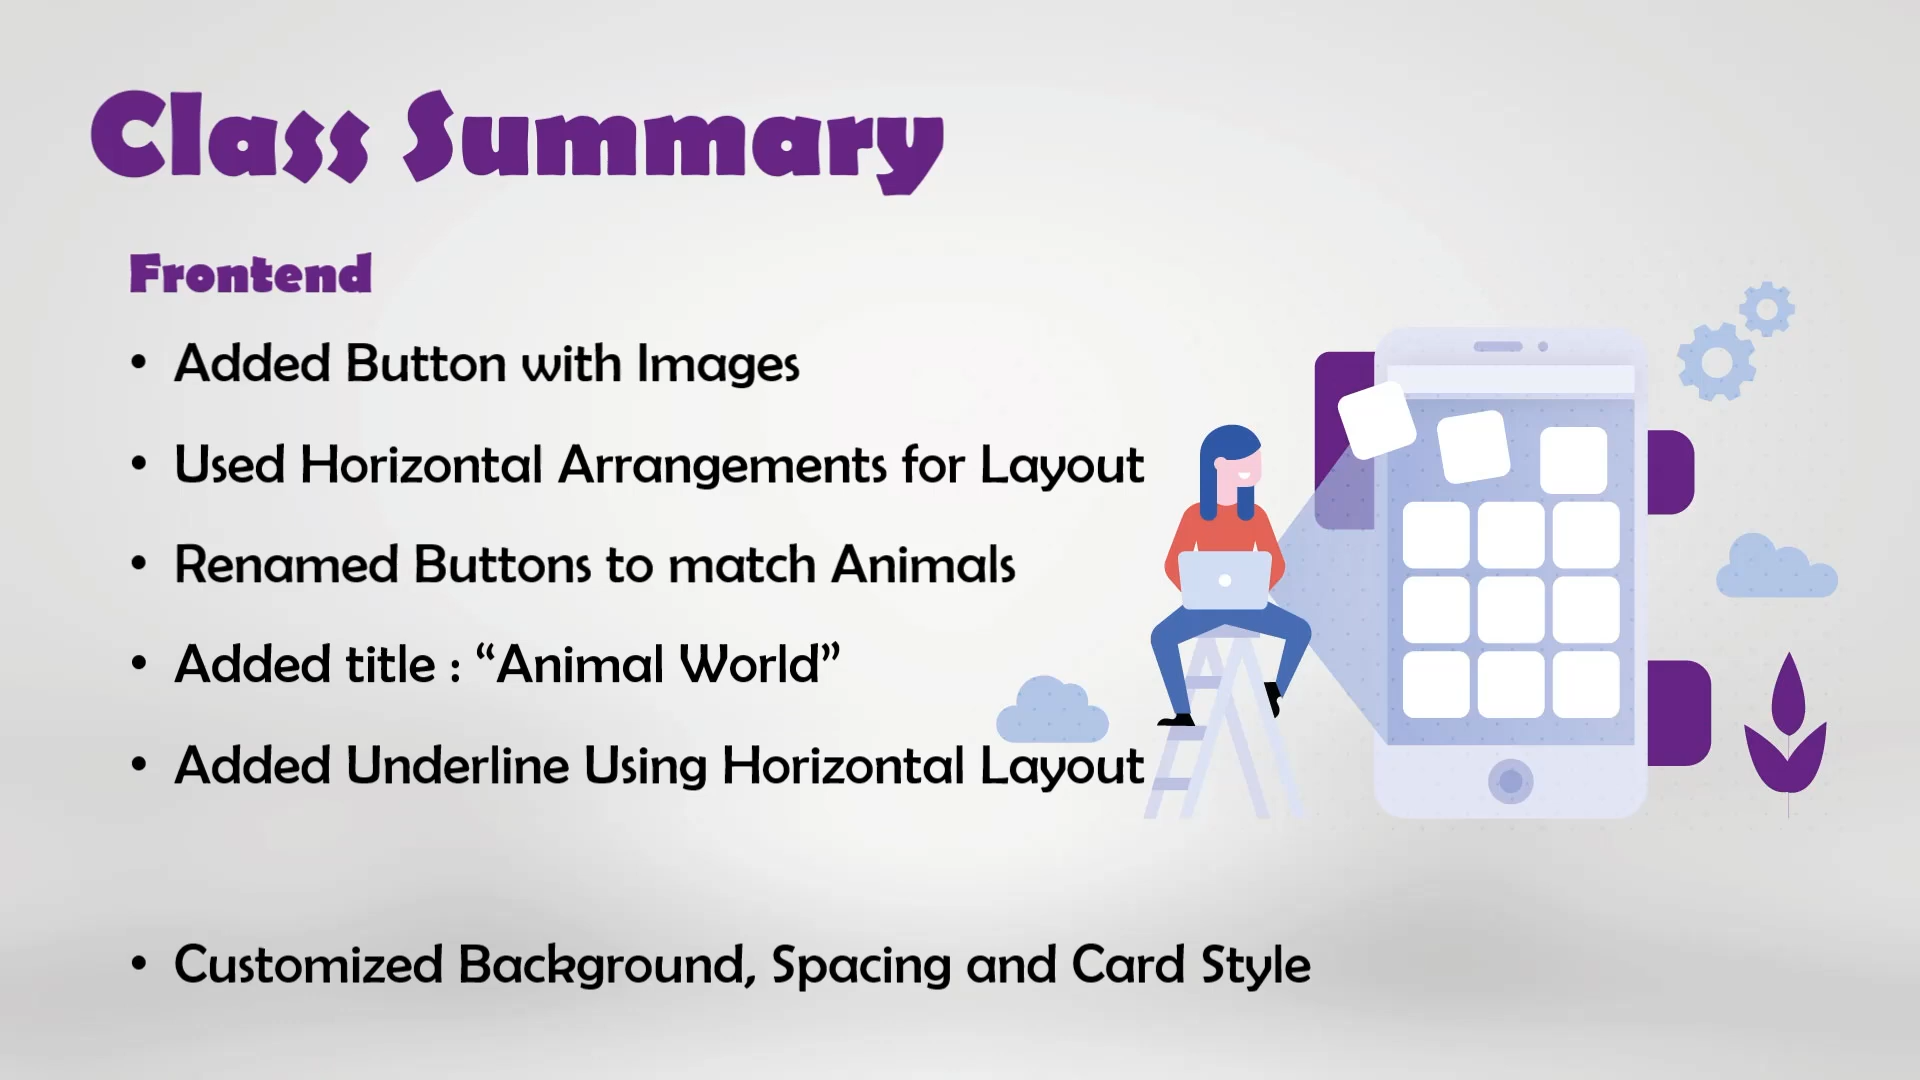 Class Summary
Frontend
• Added Button with Images
• Used Horizontal Arrangements for Layout
• Renamed Buttons to match Animals
• Added title : “Animal World”
• Added Underline Using Horizontal Layout
• Customized Background, Spacing and Card Style